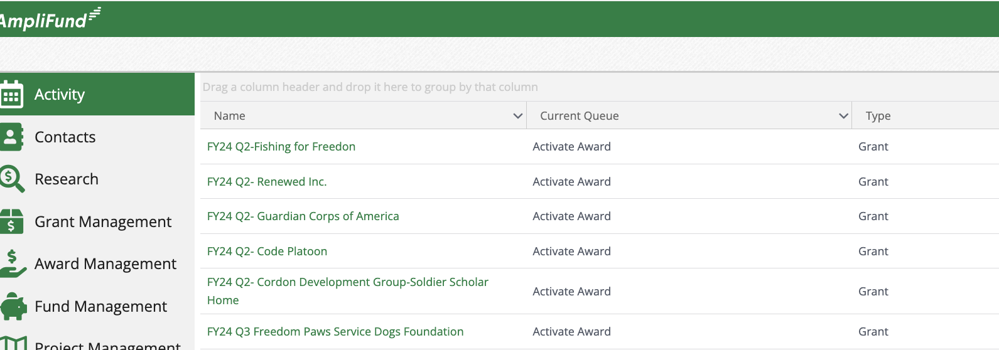 AmpliFund
Drag a column header and drop it here to group by that column
Activity
Contacts
Research
Grant Management
Award Management
Fund Management
Project Management
Name
Current Queue
Type
FY24 Q2-Fishing for Freedon
Activate Award
Grant
FY24 Q2- Renewed Inc.
Activate Award
Grant
FY24 Q2- Guardian Corps of America
Activate Award
Grant
FY24 Q2- Code Platoon
Activate Award
Grant
FY24 Q2- Cordon Development Group-Soldier Scholar
Home
Activate Award
Grant
FY24 Q3 Freedom Paws Service Dogs Foundation
Activate Award
Grant